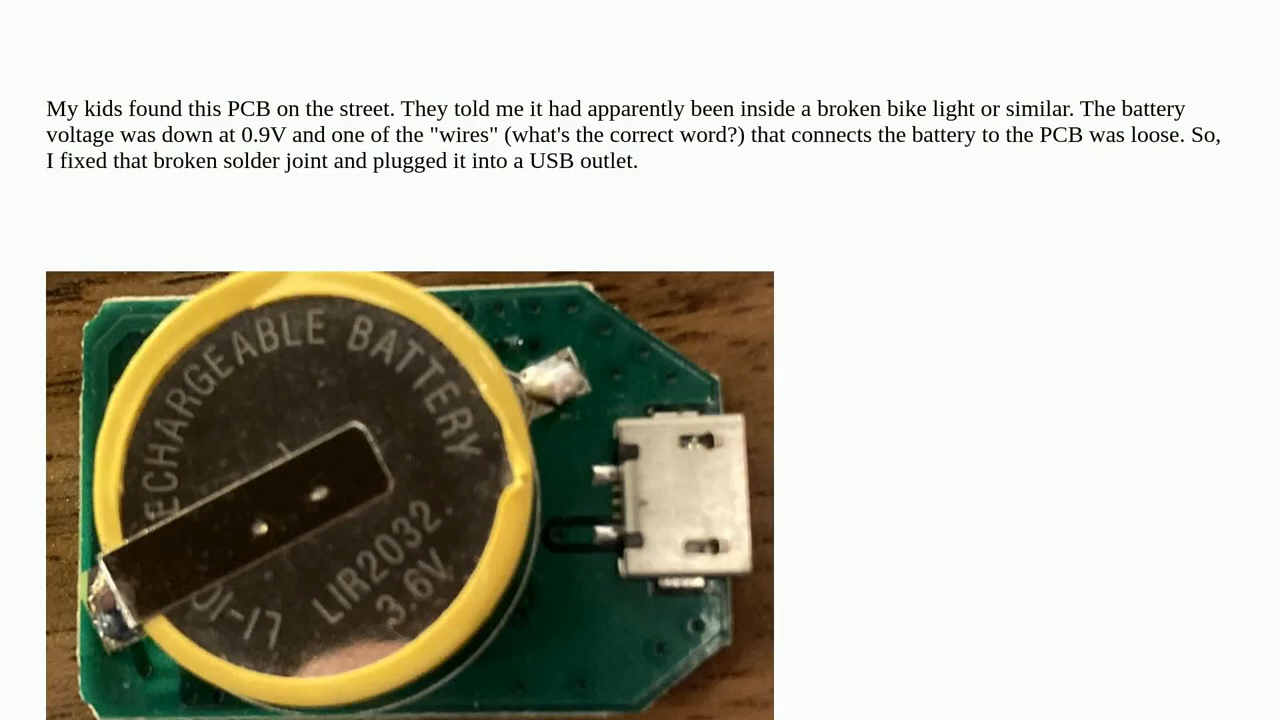 My kids found this PCB on the street. They told me it had apparently been inside a broken bike light or similar. The battery
voltage was down at 0.9V and one of the "wires" (what's the correct word?) that connects the battery to the PCB was loose. So,
I fixed that broken solder joint and plugged it into a USB outlet.
ECHARGEABLE BATTERY
LIR2032.
3.6V
01-17